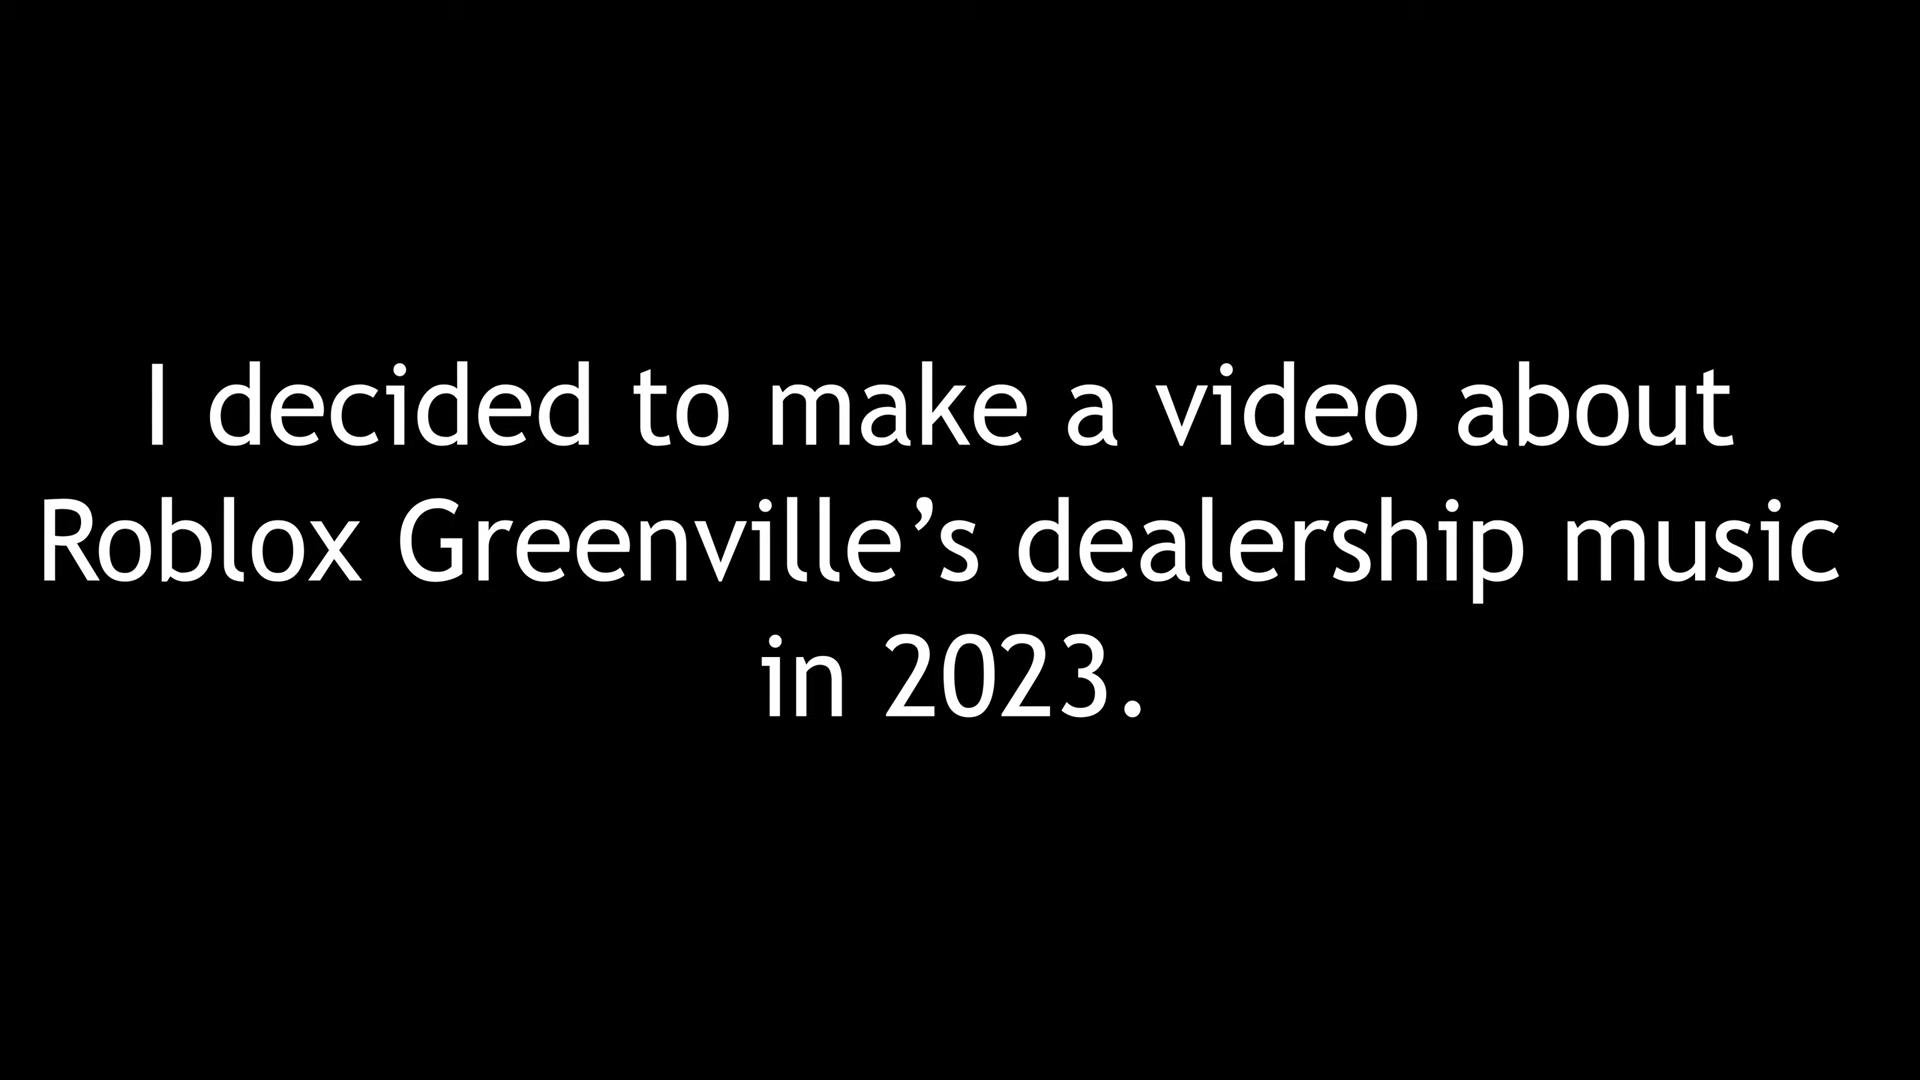 I decided to make a video about
Roblox Greenville’s dealership music
in 2023.